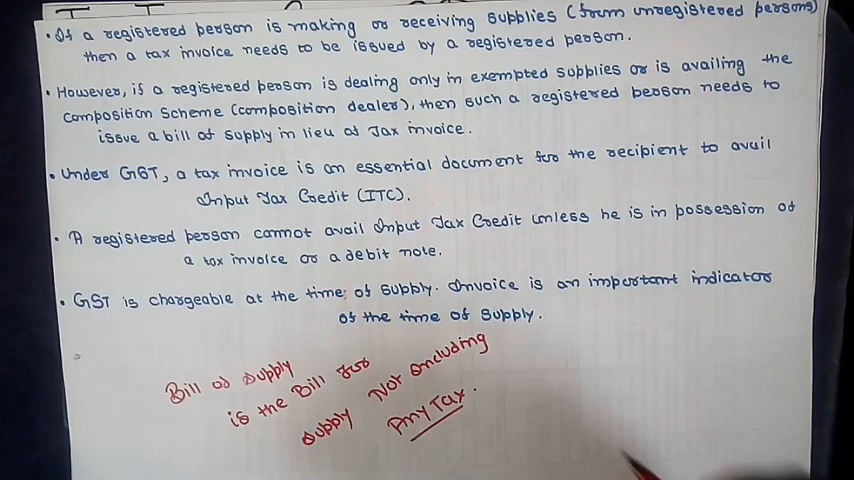 • If a registered person is making or receiving supplies (from unregistered persons)
then a tax invoice needs to be issued by a registered person.
• However, if a registered person is dealing only in exempted supplies or is availing the
composition scheme (composition dealer), then such a registered person needs to
issue a bill of supply in lieu of Tax invoice.
• Under GST, a tax invoice is an essential document for the recipient to avail
Input Tax Credit (ITC).
• A registered person cannot avail Input Tax Credit unless he is in possession of
a tax invoice or a debit note.
• GST is chargeable at the time of supply. Invoice is an important indicator
of the time of supply.
Bill of supply
is the Bill for
supply Not Including
Any Tax.